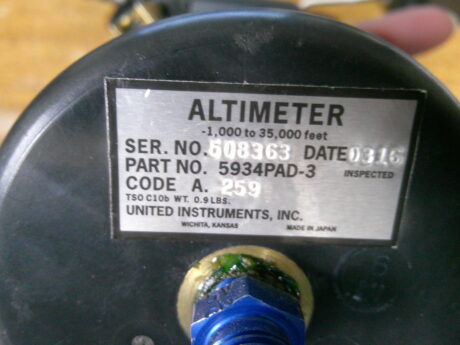 ALTIMETER
-1,000 to 35,000 feet
SER. NO. 608363 DATE 0316
PART NO. 5934PAD-3 INSPECTED
CODE A. 259
TSO C10b WT. 0.9 LBS.
UNITED INSTRUMENTS, INC.
WICHITA, KANSAS MADE IN JAPAN